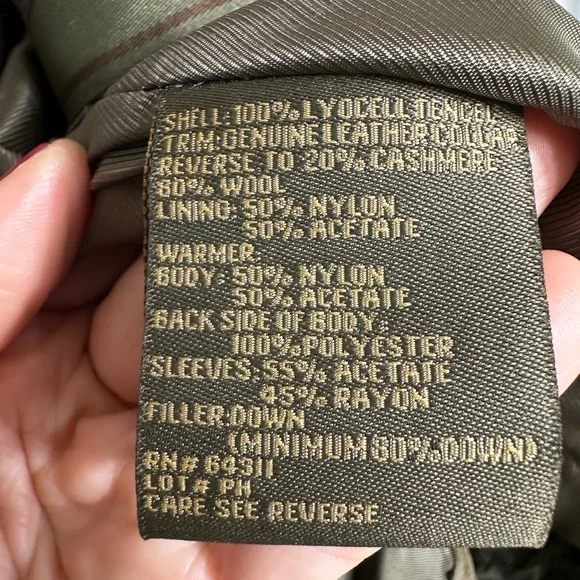 SHELL: 100% LYOCELL TENCEL
TRIM: GENUINE LEATHER COLLAR
REVERSE TO 20% CASHMERE
80% WOOL
LINING: 50% NYLON
50% ACETATE
WARMER
BODY: 50% NYLON
50% ACETATE
BACK SIDE OF BODY:
100% POLYESTER
SLEEVES: 55% ACETATE
45% RAYON
FILLER: DOWN
(MINIMUM 80% DOWN)
RN# 64311
LOT# PH
CARE SEE REVERSE